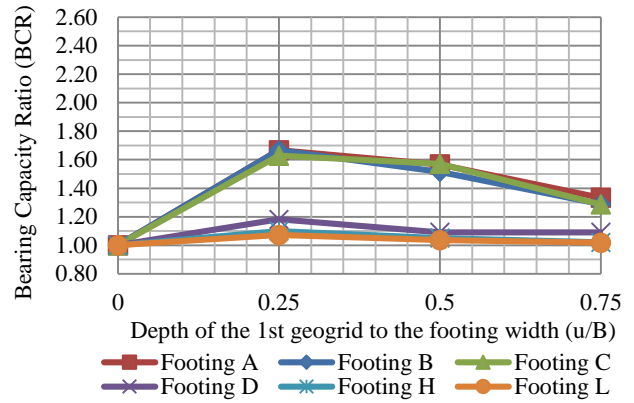 Bearing Capacity Ratio (BCR)
2.60
2.40
2.20
2.00
1.80
1.60
1.40
1.20
1.00
0.80
0
0.25
0.5
0.75
Depth of the 1st geogrid to the footing width (u/B)
Footing A
Footing B
Footing C
Footing D
Footing H
Footing L